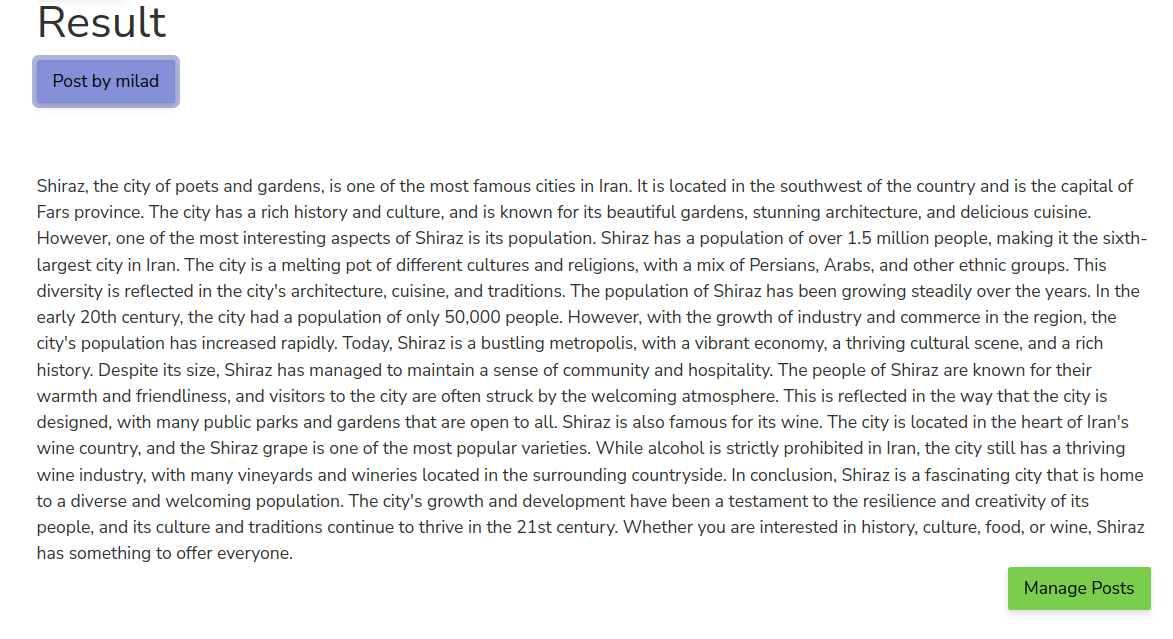 Result
Post by milad
Shiraz, the city of poets and gardens, is one of the most famous cities in Iran. It is located in the southwest of the country and is the capital of
Fars province. The city has a rich history and culture, and is known for its beautiful gardens, stunning architecture, and delicious cuisine.
However, one of the most interesting aspects of Shiraz is its population. Shiraz has a population of over 1.5 million people, making it the sixth-
largest city in Iran. The city is a melting pot of different cultures and religions, with a mix of Persians, Arabs, and other ethnic groups. This
diversity is reflected in the city's architecture, cuisine, and traditions. The population of Shiraz has been growing steadily over the years. In the
early 20th century, the city had a population of only 50,000 people. However, with the growth of industry and commerce in the region, the
city's population has increased rapidly. Today, Shiraz is a bustling metropolis, with a vibrant economy, a thriving cultural scene, and a rich
history. Despite its size, Shiraz has managed to maintain a sense of community and hospitality. The people of Shiraz are known for their
warmth and friendliness, and visitors to the city are often struck by the welcoming atmosphere. This is reflected in the way that the city is
designed, with many public parks and gardens that are open to all. Shiraz is also famous for its wine. The city is located in the heart of Iran's
wine country, and the Shiraz grape is one of the most popular varieties. While alcohol is strictly prohibited in Iran, the city still has a thriving
wine industry, with many vineyards and wineries located in the surrounding countryside. In conclusion, Shiraz is a fascinating city that is home
to a diverse and welcoming population. The city's growth and development have been a testament to the resilience and creativity of its
people, and its culture and traditions continue to thrive in the 21st century. Whether you are interested in history, culture, food, or wine, Shiraz
has something to offer everyone.
Manage Posts